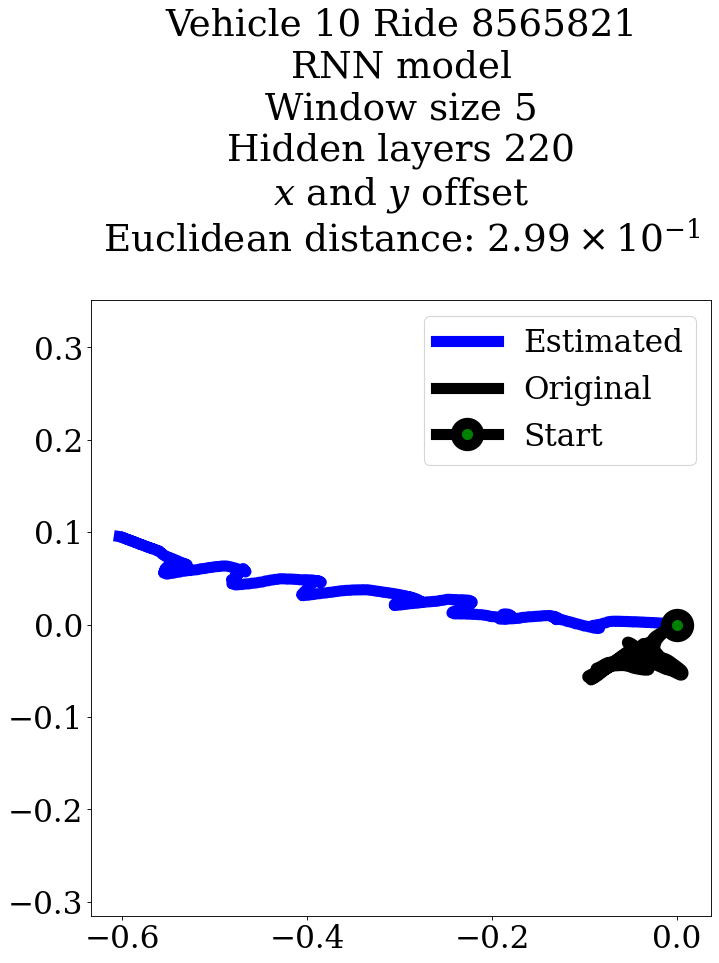 Vehicle 10 Ride 8565821
RNN model
Window size 5
Hidden layers 220
x and y offset
Euclidean distance: 2.99 × 10⁻¹
Estimated
Original
Start
0.3
0.2
0.1
0.0
−0.1
−0.2
−0.3
−0.6 −0.4 −0.2 0.0